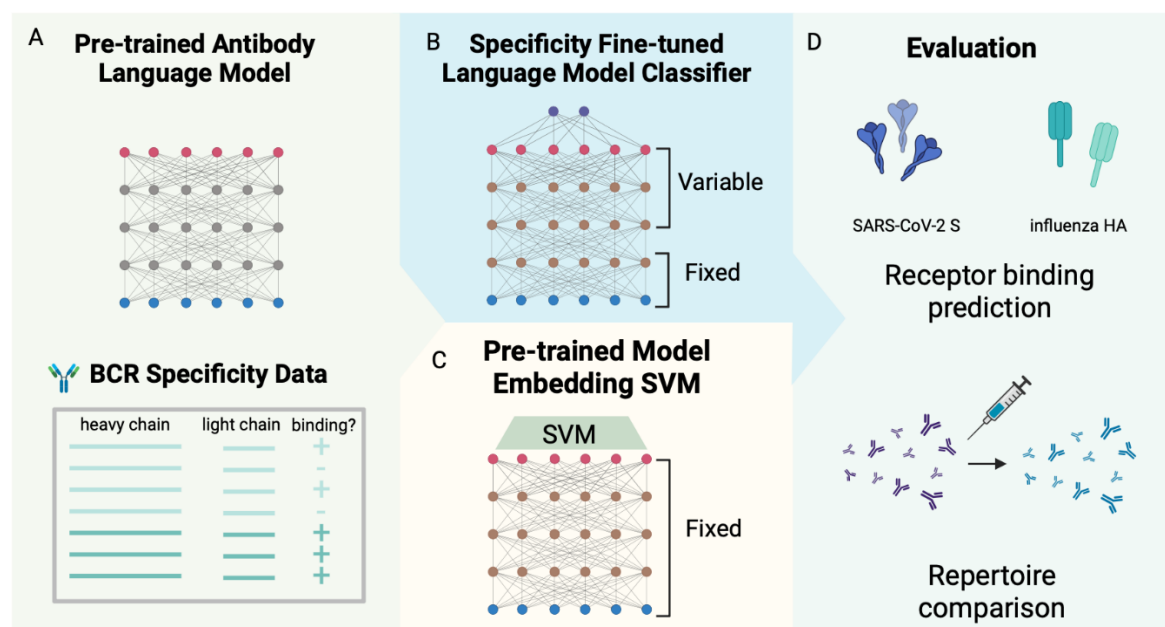 A
Pre-trained Antibody
Language Model
BCR Specificity Data
heavy chain light chain binding?
+
-
+
-
+
+
+
B
Specificity Fine-tuned
Language Model Classifier
Variable
Fixed
C
Pre-trained Model
Embedding SVM
SVM
Fixed
D
Evaluation
SARS-CoV-2 S
influenza HA
Receptor binding
prediction
Repertoire
comparison